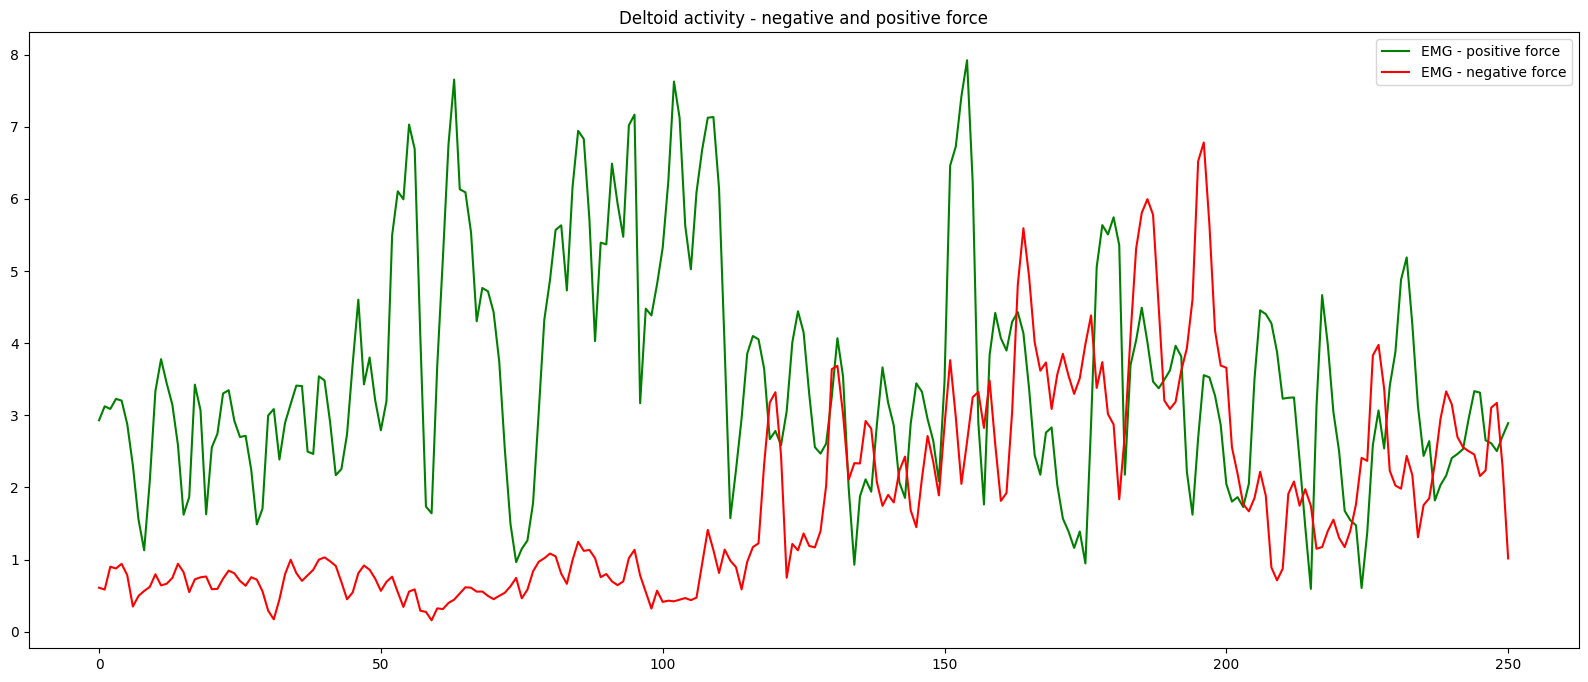 Deltoid activity - negative and positive force
EMG - positive force
EMG - negative force
8
7
6
5
4
3
2
1
0
0 50 100 150 200 250